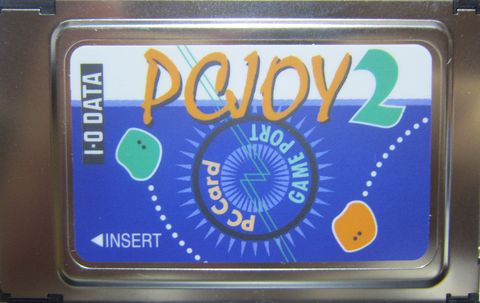 PCJOY2
I·O DATA
PC Card
GAME PORT
◀INSERT